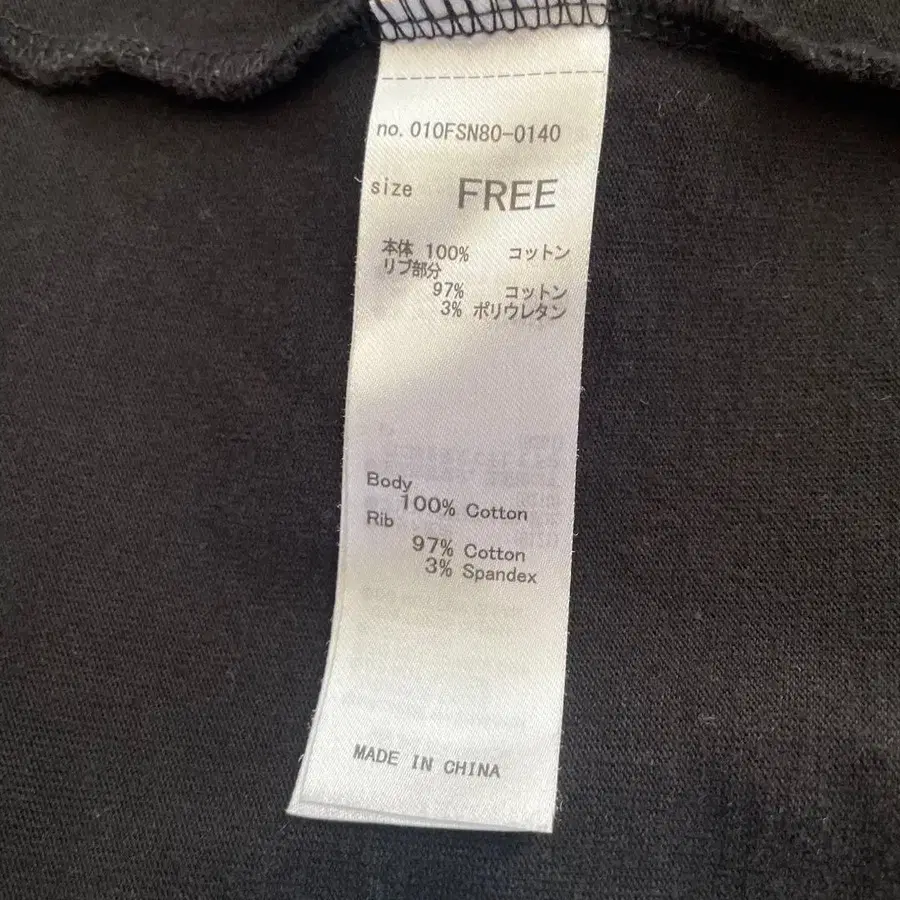 no. 010FSN80-0140
size FREE
本体 100% コットン
リブ部分
97% コットン
3% ポリウレタン
Body
100% Cotton
Rib
97% Cotton
3% Spandex
MADE IN CHINA